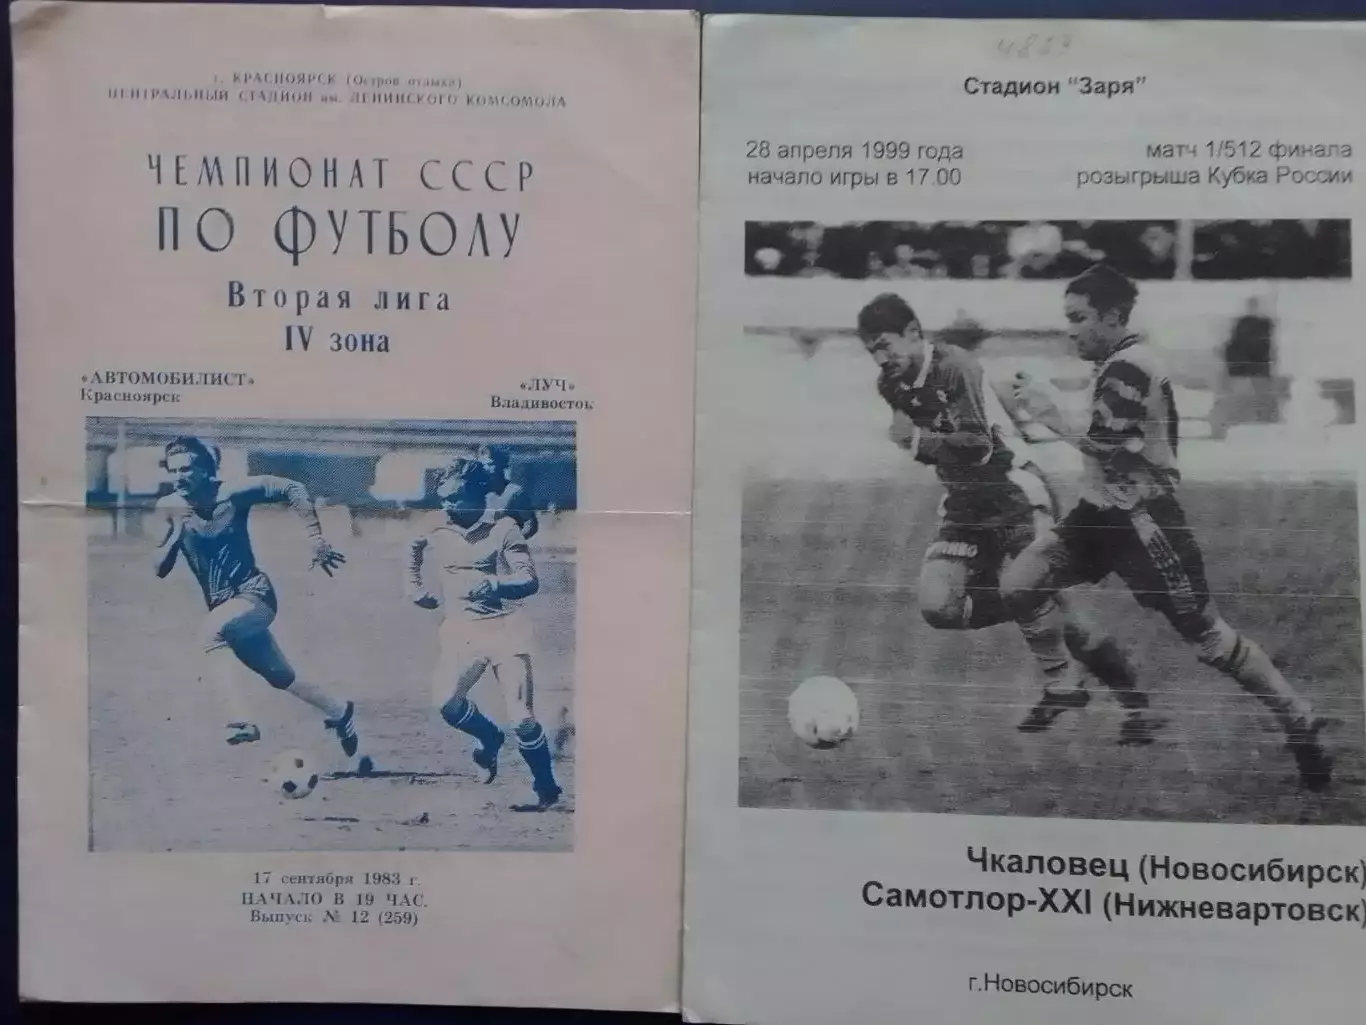 г. КРАСНОЯРСК (Остров отдыха)
ЦЕНТРАЛЬНЫЙ СТАДИОН им. ЛЕНИНСКОГО КОМСОМОЛА
ЧЕМПИОНАТ СССР
ПО ФУТБОЛУ
Вторая лига
IV зона
«АВТОМОБИЛИСТ»
Красноярск
«ЛУЧ»
Владивосток
17 сентября 1983 г.
НАЧАЛО В 19 ЧАС.
Выпуск № 12 (259)
Стадион "Заря"
28 апреля 1999 года
начало игры в 17.00
матч 1/512 финала
розыгрыша Кубка России
Чкаловец (Новосибирск)
Самотлор-XXI (Нижневартовск)
г.Новосибирск